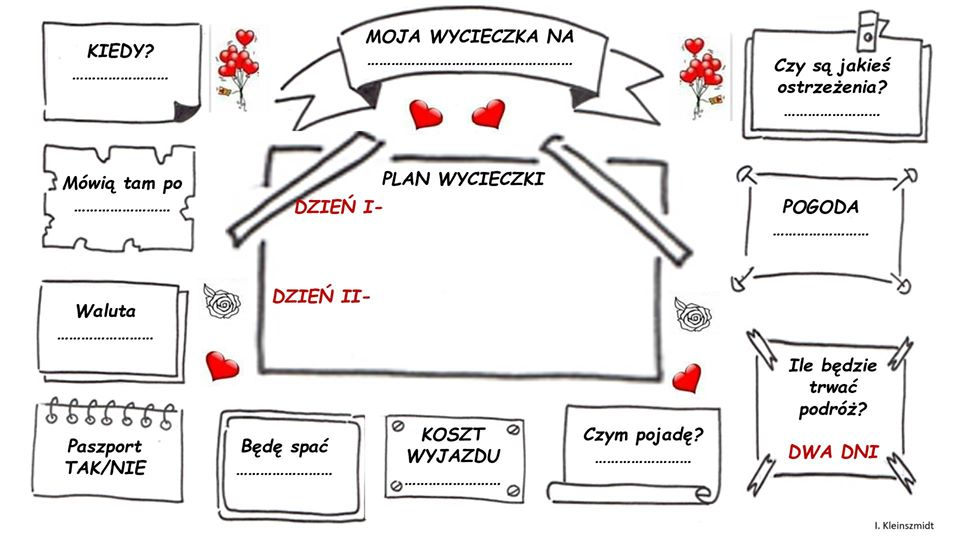 KIEDY?
........................
MOJA WYCIECZKA NA
...................................................
Czy są jakieś
ostrzeżenia?
........................
Mówią tam po
........................
PLAN WYCIECZKI
DZIEŃ I-
POGODA
........................
Waluta
........................
DZIEŃ II-
Ile będzie
trwać
podróż?
DWA DNI
Paszport
TAK/NIE
Będę spać
........................
KOSZT
WYJAZDU
........................
Czym pojadę?
........................
I. Kleinszmidt